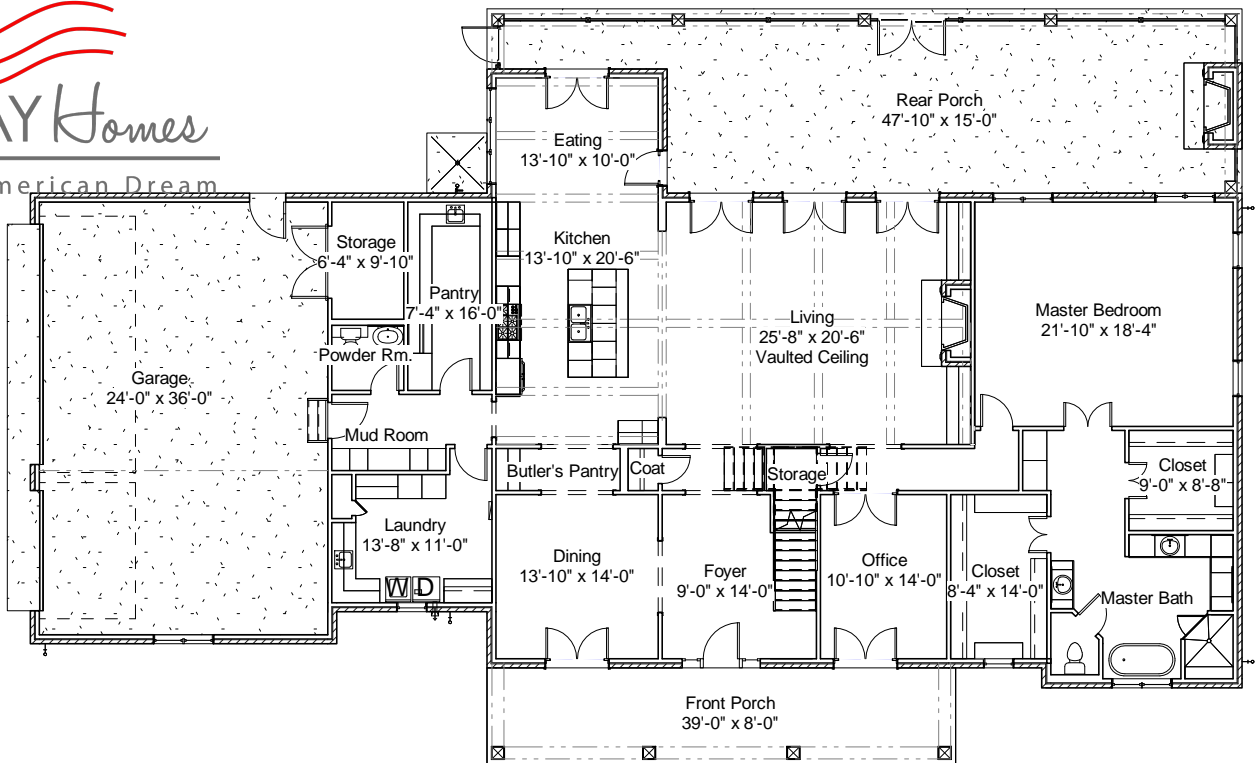 AY Homes
merican Dream
Rear Porch
47'-10" x 15'-0"
Eating
13'-10" x 10'-0"
Storage
6'-4" x 9'-10"
Kitchen
13'-10" x 20'-6"
Pantry
7'-4" x 16'-0"
Living
25'-8" x 20'-6"
Vaulted Ceiling
Master Bedroom
21'-10" x 18'-4"
Powder Rm.
Garage
24'-0" x 36'-0"
Mud Room
Butler's Pantry
Coat
Storage
Closet
9'-0" x 8'-8"
Laundry
13'-8" x 11'-0"
W D
Dining
13'-10" x 14'-0"
Foyer
9'-0" x 14'-0"
Office
10'-10" x 14'-0"
Closet
8'-4" x 14'-0"
Master Bath
Front Porch
39'-0" x 8'-0"